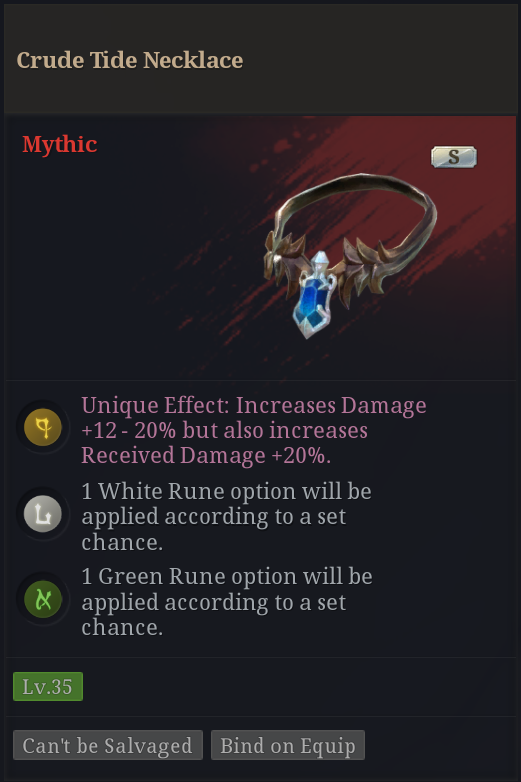 Crude Tide Necklace
Mythic
S
Unique Effect: Increases Damage
+12 - 20% but also increases
Received Damage +20%.
1 White Rune option will be
applied according to a set
chance.
1 Green Rune option will be
applied according to a set
chance.
Lv.35
Can't be Salvaged
Bind on Equip